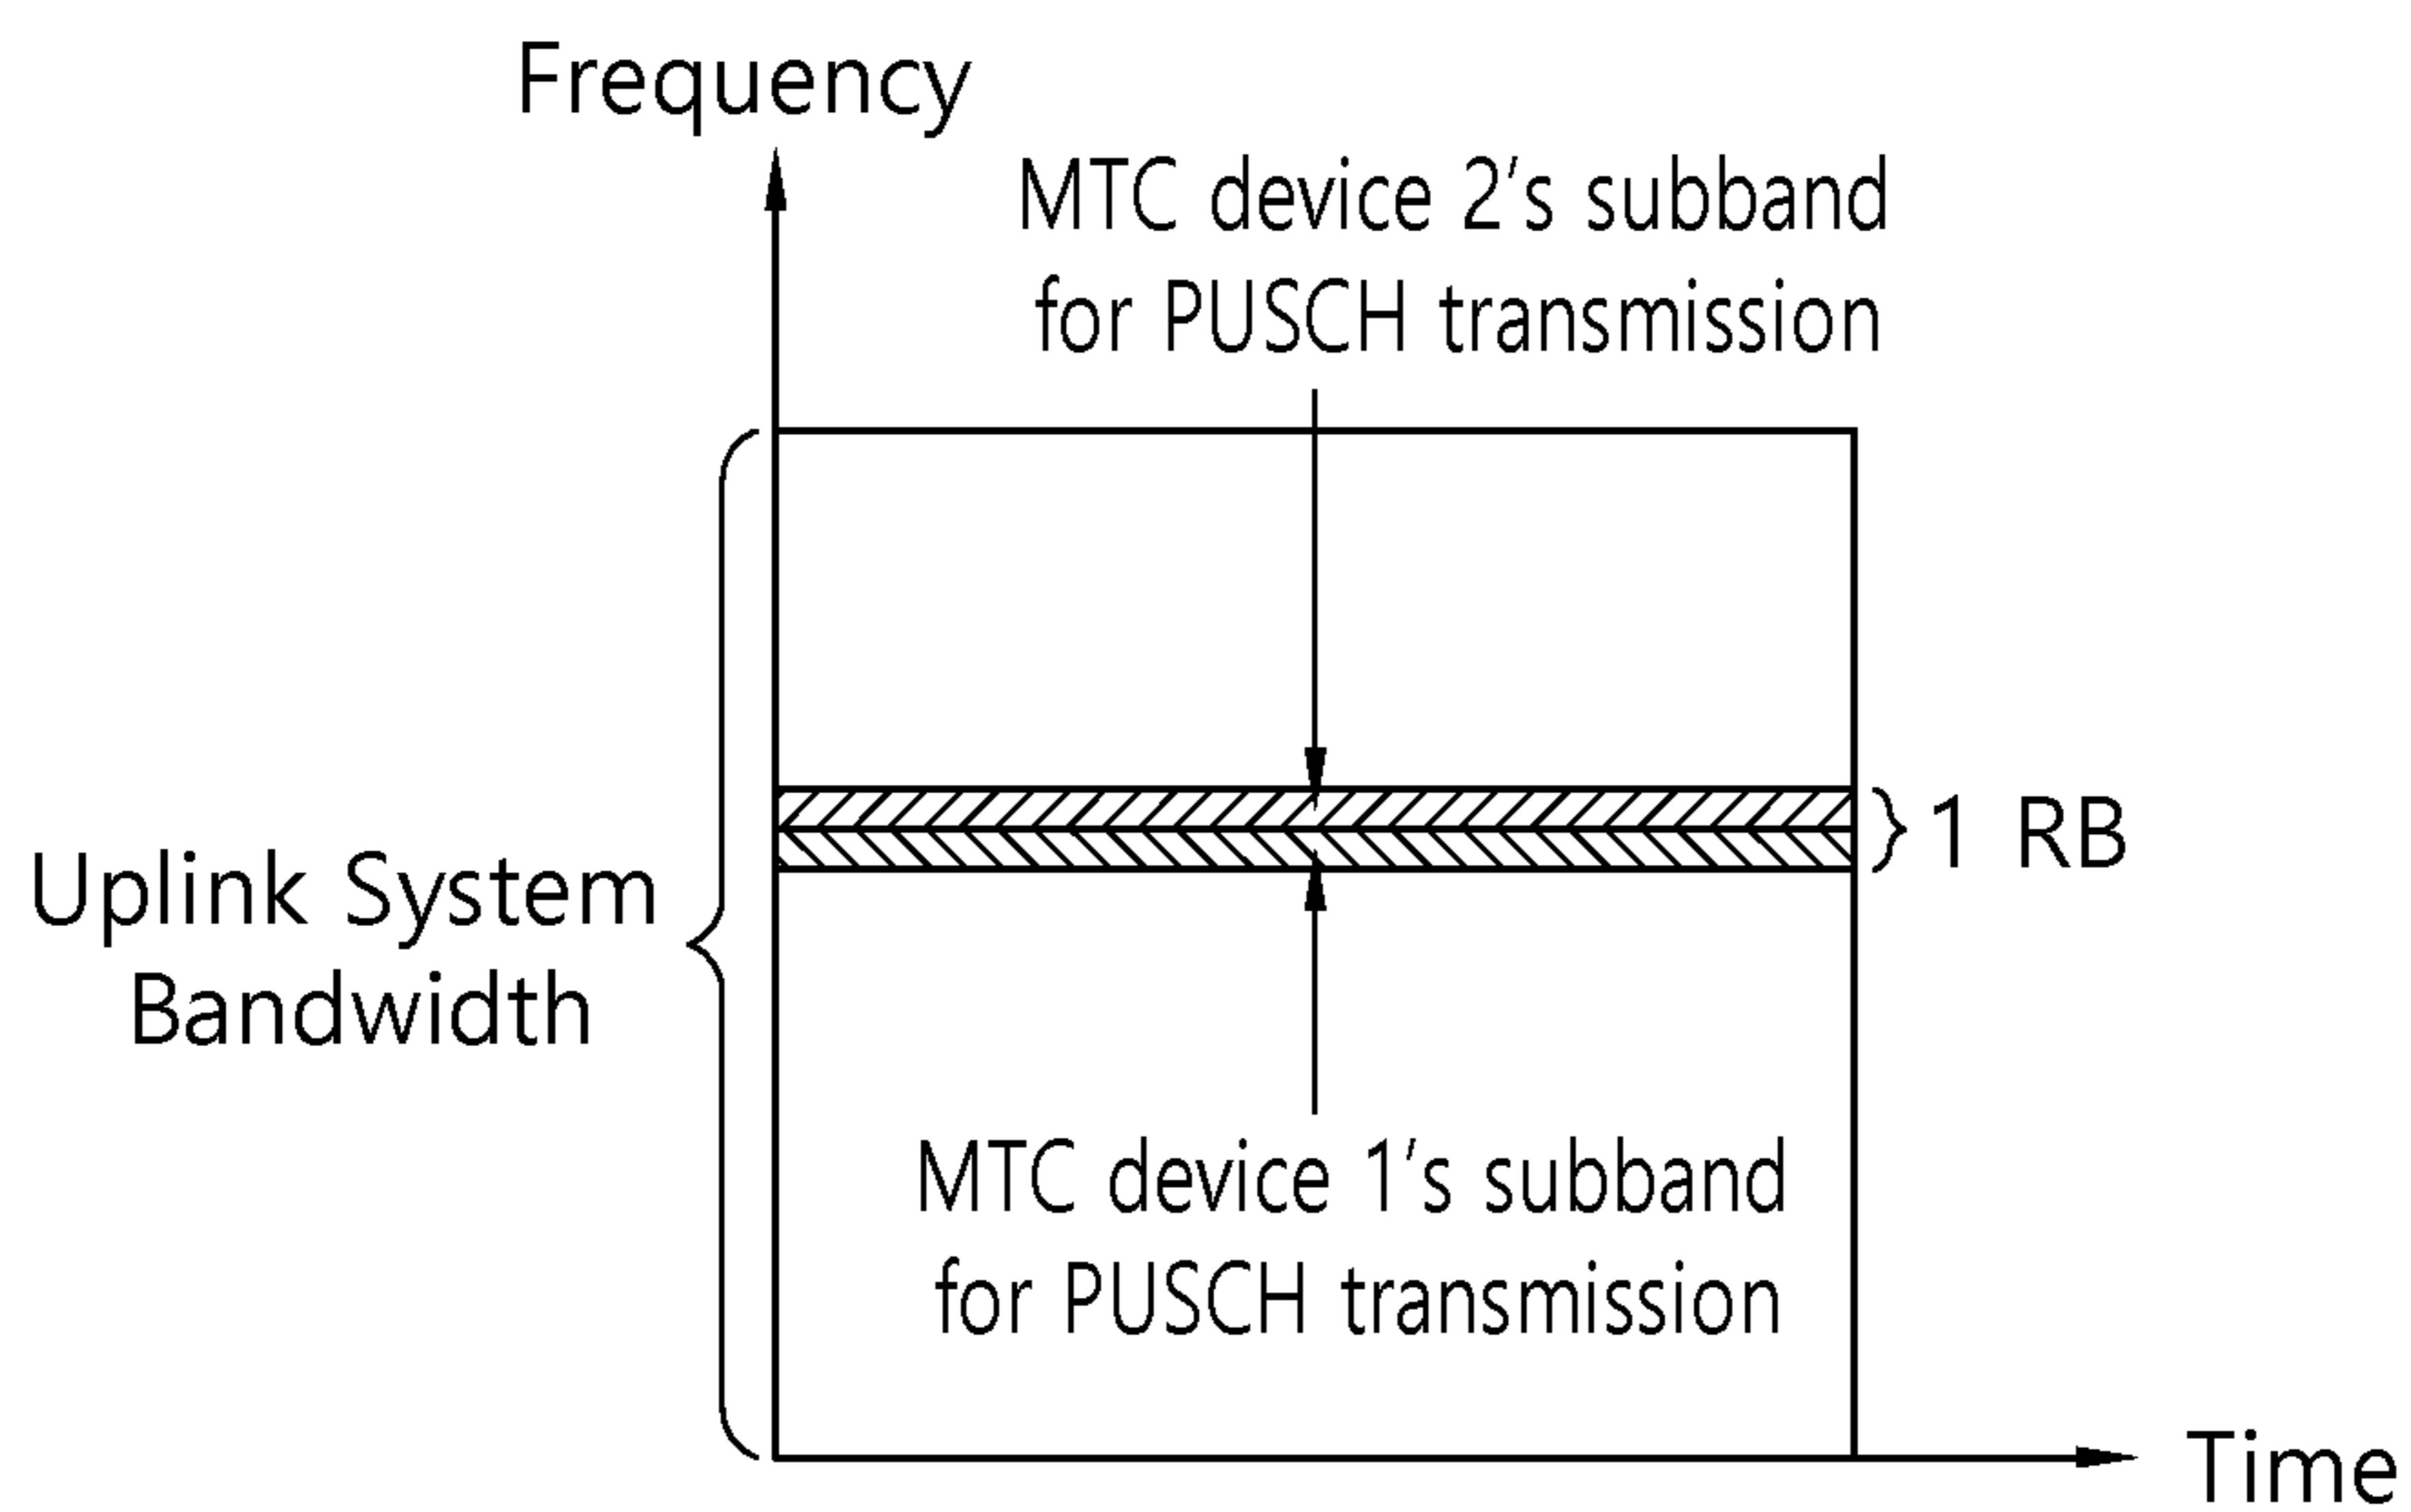 Frequency
MTC device 2's subband
for PUSCH transmission
1 RB
Uplink System
Bandwidth
MTC device 1's subband
for PUSCH transmission
Time